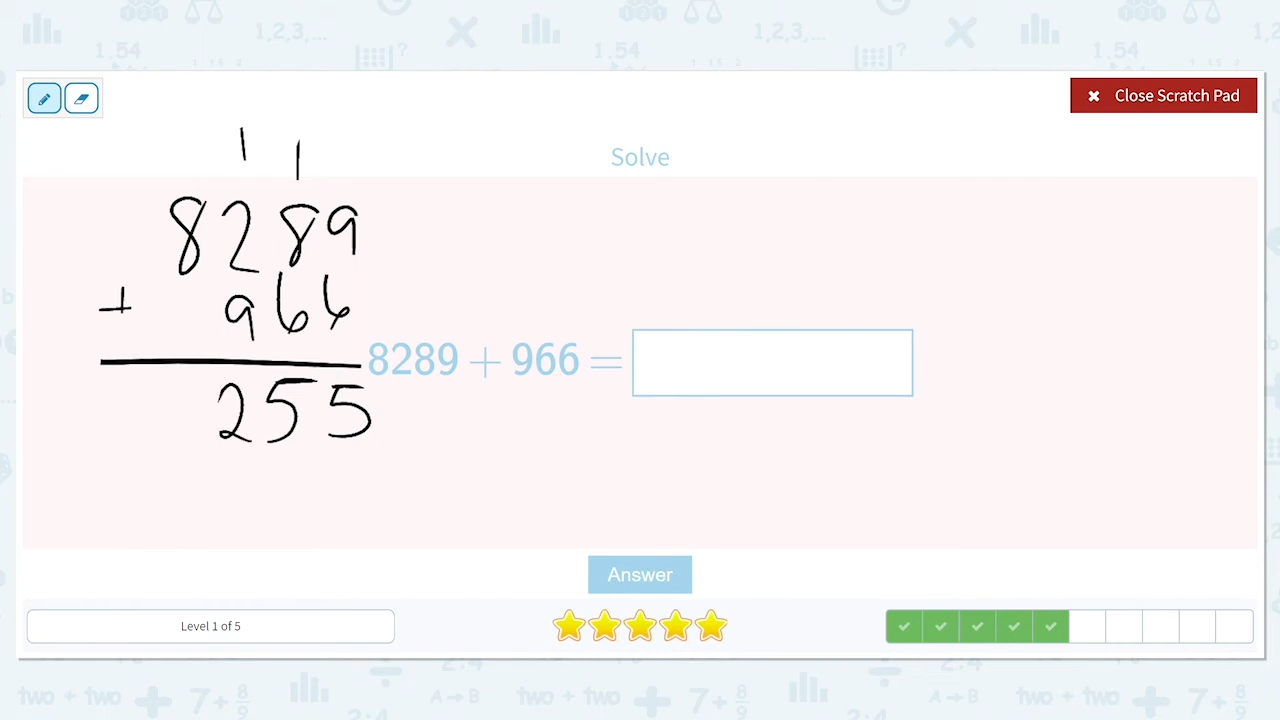 Close Scratch Pad
Solve
1 1
8289
+ 966
255
8289 + 966 =
Answer
Level 1 of 5